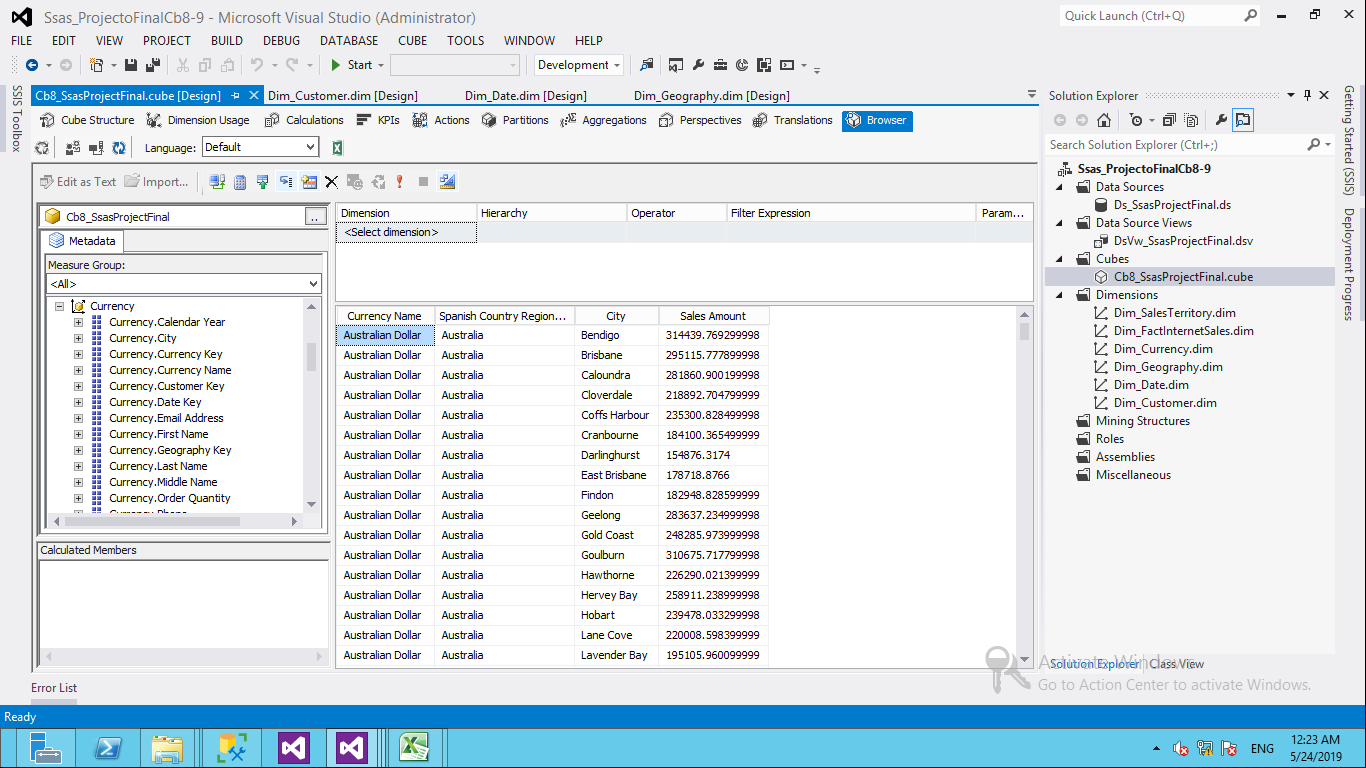 Ssas_ProjectoFinalCb8-9 - Microsoft Visual Studio (Administrator)
Quick Launch (Ctrl+Q)
FILE EDIT VIEW PROJECT BUILD DEBUG DATABASE CUBE TOOLS WINDOW HELP
Start Development
SSIS Toolbox
Cb8_SsasProjectFinal.cube [Design] Dim_Customer.dim [Design] Dim_Date.dim [Design] Dim_Geography.dim [Design]
Cube Structure Dimension Usage Calculations KPIs Actions Partitions Aggregations Perspectives Translations Browser
Language: Default
Edit as Text Import...
Cb8_SsasProjectFinal ..
Metadata
Measure Group:
<All>
Currency
Currency.Calendar Year
Currency.City
Currency.Currency Key
Currency.Currency Name
Currency.Customer Key
Currency.Date Key
Currency.Email Address
Currency.First Name
Currency.Geography Key
Currency.Last Name
Currency.Middle Name
Currency.Order Quantity
Calculated Members
Dimension Hierarchy Operator Filter Expression Param...
<Select dimension>
Currency Name Spanish Country Region... City Sales Amount
Australian Dollar Australia Bendigo 314439.769299998
Australian Dollar Australia Brisbane 295115.777899998
Australian Dollar Australia Caloundra 281860.900199998
Australian Dollar Australia Cloverdale 218892.704799999
Australian Dollar Australia Coffs Harbour 235300.828499998
Australian Dollar Australia Cranbourne 184100.365499999
Australian Dollar Australia Darlinghurst 154876.3174
Australian Dollar Australia East Brisbane 178718.8766
Australian Dollar Australia Findon 182948.828599999
Australian Dollar Australia Geelong 283637.234999998
Australian Dollar Australia Gold Coast 248285.973999998
Australian Dollar Australia Goulburn 310675.717799998
Australian Dollar Australia Hawthorne 226290.021399999
Australian Dollar Australia Hervey Bay 258911.238999998
Australian Dollar Australia Hobart 239478.033299998
Australian Dollar Australia Lane Cove 220008.598399999
Australian Dollar Australia Lavender Bay 195105.960099999
Solution Explorer
Search Solution Explorer (Ctrl+;)
Ssas_ProjectoFinalCb8-9
Data Sources
Ds_SsasProjectFinal.ds
Data Source Views
DsVw_SsasProjectFinal.dsv
Cubes
Cb8_SsasProjectFinal.cube
Dimensions
Dim_SalesTerritory.dim
Dim_FactInternetSales.dim
Dim_Currency.dim
Dim_Geography.dim
Dim_Date.dim
Dim_Customer.dim
Mining Structures
Roles
Assemblies
Miscellaneous
Getting Started (SSIS)
Deployment Progress
Activate Windows
Go to Action Center to activate Windows.
Solution Explorer Class View
Error List
Ready
ENG
12:23 AM
5/24/2019